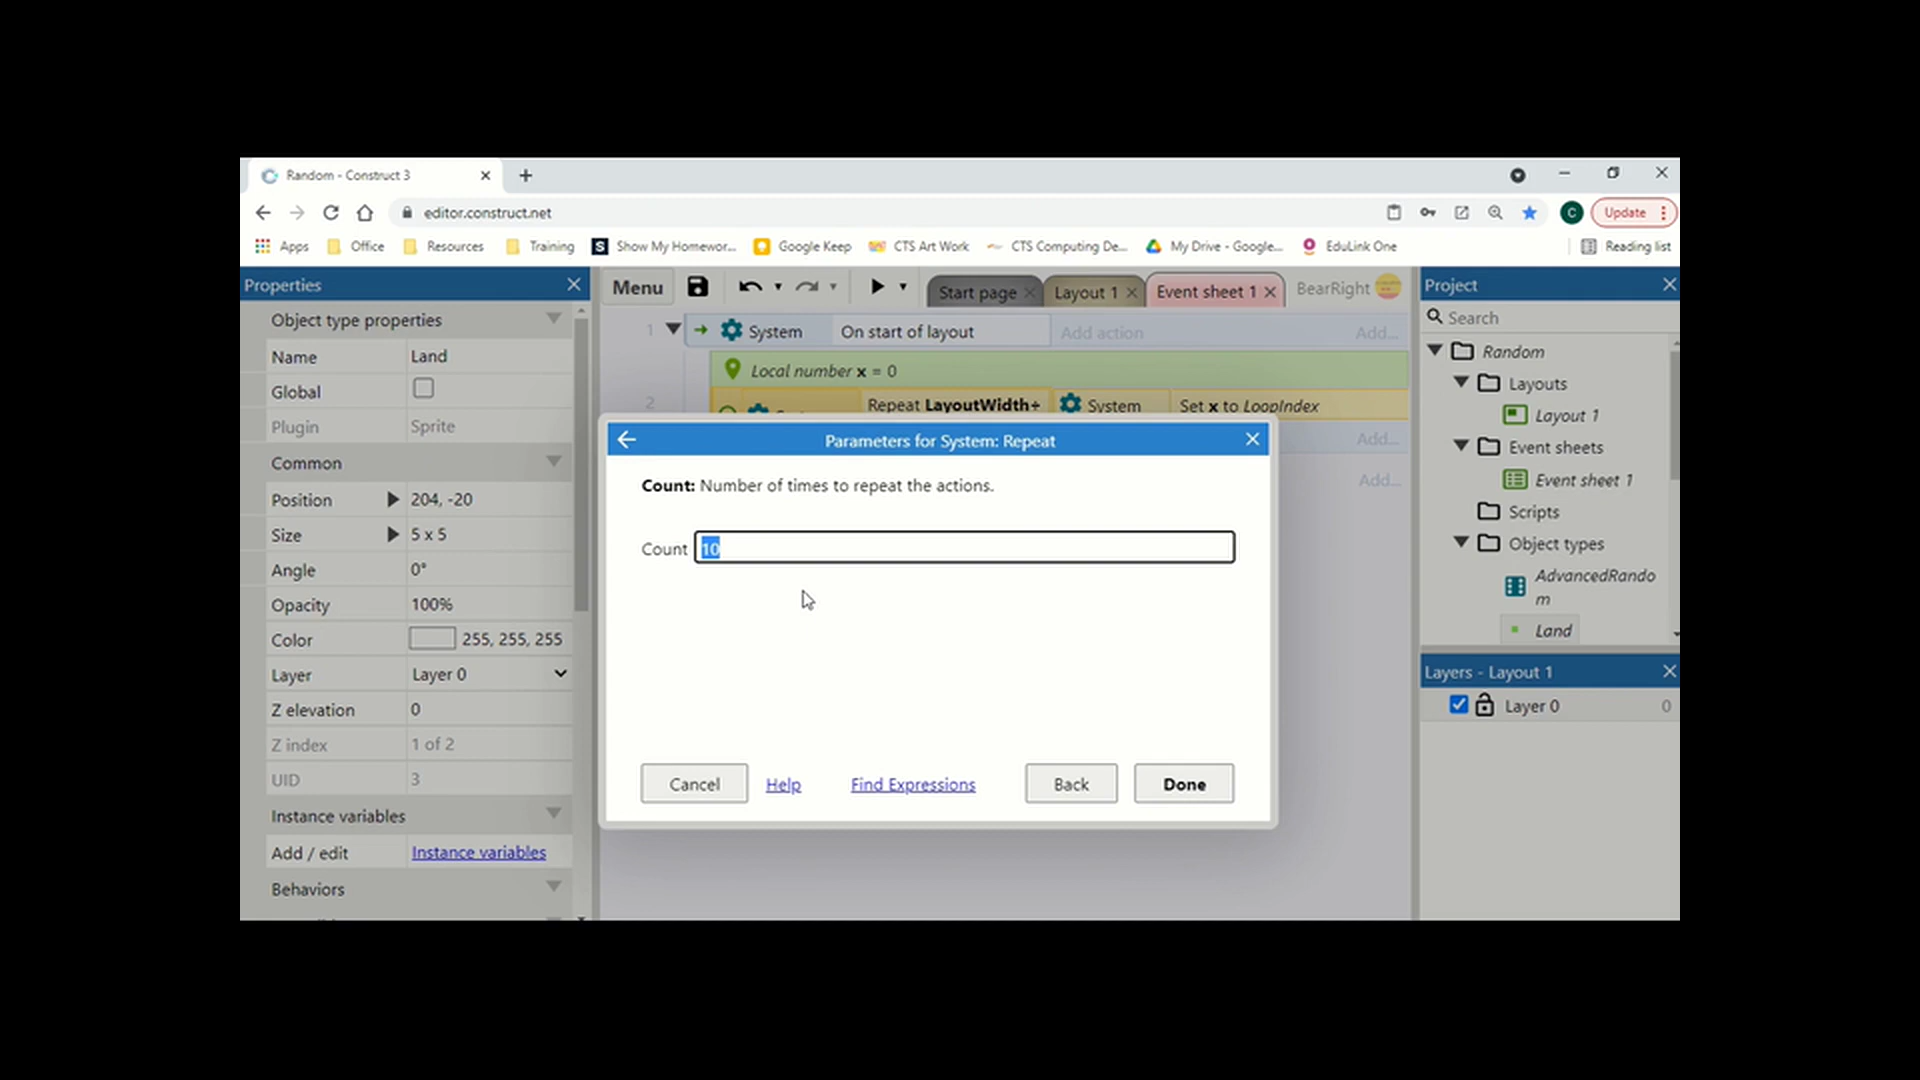 Random - Construct 3
editor.construct.net
C
Update
Apps
Office
Resources
Training
S
Show My Homewor...
Google Keep
CTS Art Work
CTS Computing De...
My Drive - Google...
EduLink One
Reading list
Properties
Object type properties
Name Land
Global
Plugin Sprite
Common
Position 204, -20
Size 5 x 5
Angle 0°
Opacity 100%
Color 255, 255, 255
Layer Layer 0
Z elevation 0
Z index 1 of 2
UID 3
Instance variables
Add / edit Instance variables
Behaviors
Menu
Start page
Layout 1
Event sheet 1
BearRight
1 System On start of layout Add action Add...
Local number x = 0
2 Repeat LayoutWidth÷ System Set x to LoopIndex
Add...
Add...
Parameters for System: Repeat
Count: Number of times to repeat the actions.
Count 10
Cancel
Help
Find Expressions
Back
Done
Project
Search
Random
Layouts
Layout 1
Event sheets
Event sheet 1
Scripts
Object types
AdvancedRando
m
Land
Layers - Layout 1
Layer 0 0